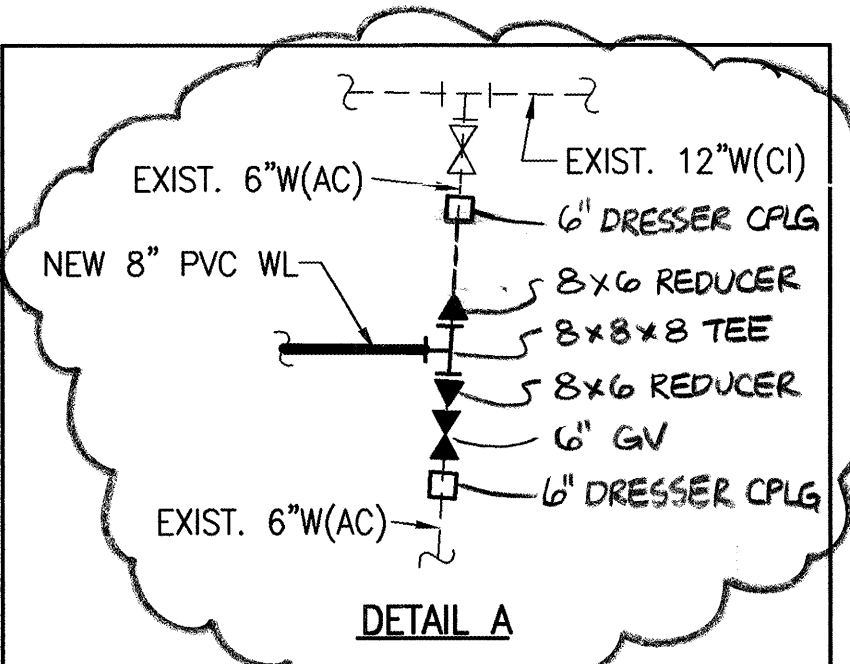 EXIST. 12"W(CI)
EXIST. 6"W(AC)
6" DRESSER CPLG
NEW 8" PVC WL
8X6 REDUCER
8X8X8 TEE
8X6 REDUCER
6" GV
6" DRESSER CPLG
EXIST. 6"W(AC)
DETAIL A